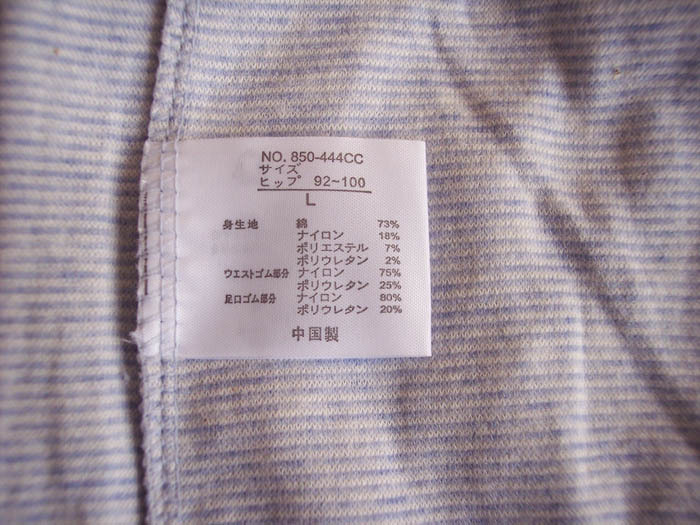 NO. 850-444CC
サイズ
ヒップ 92~100
L
身生地 綿 73%
ナイロン 18%
ポリエステル 7%
ポリウレタン 2%
ウエストゴム部分 ナイロン 75%
ポリウレタン 25%
足口ゴム部分 ナイロン 80%
ポリウレタン 20%
中国製